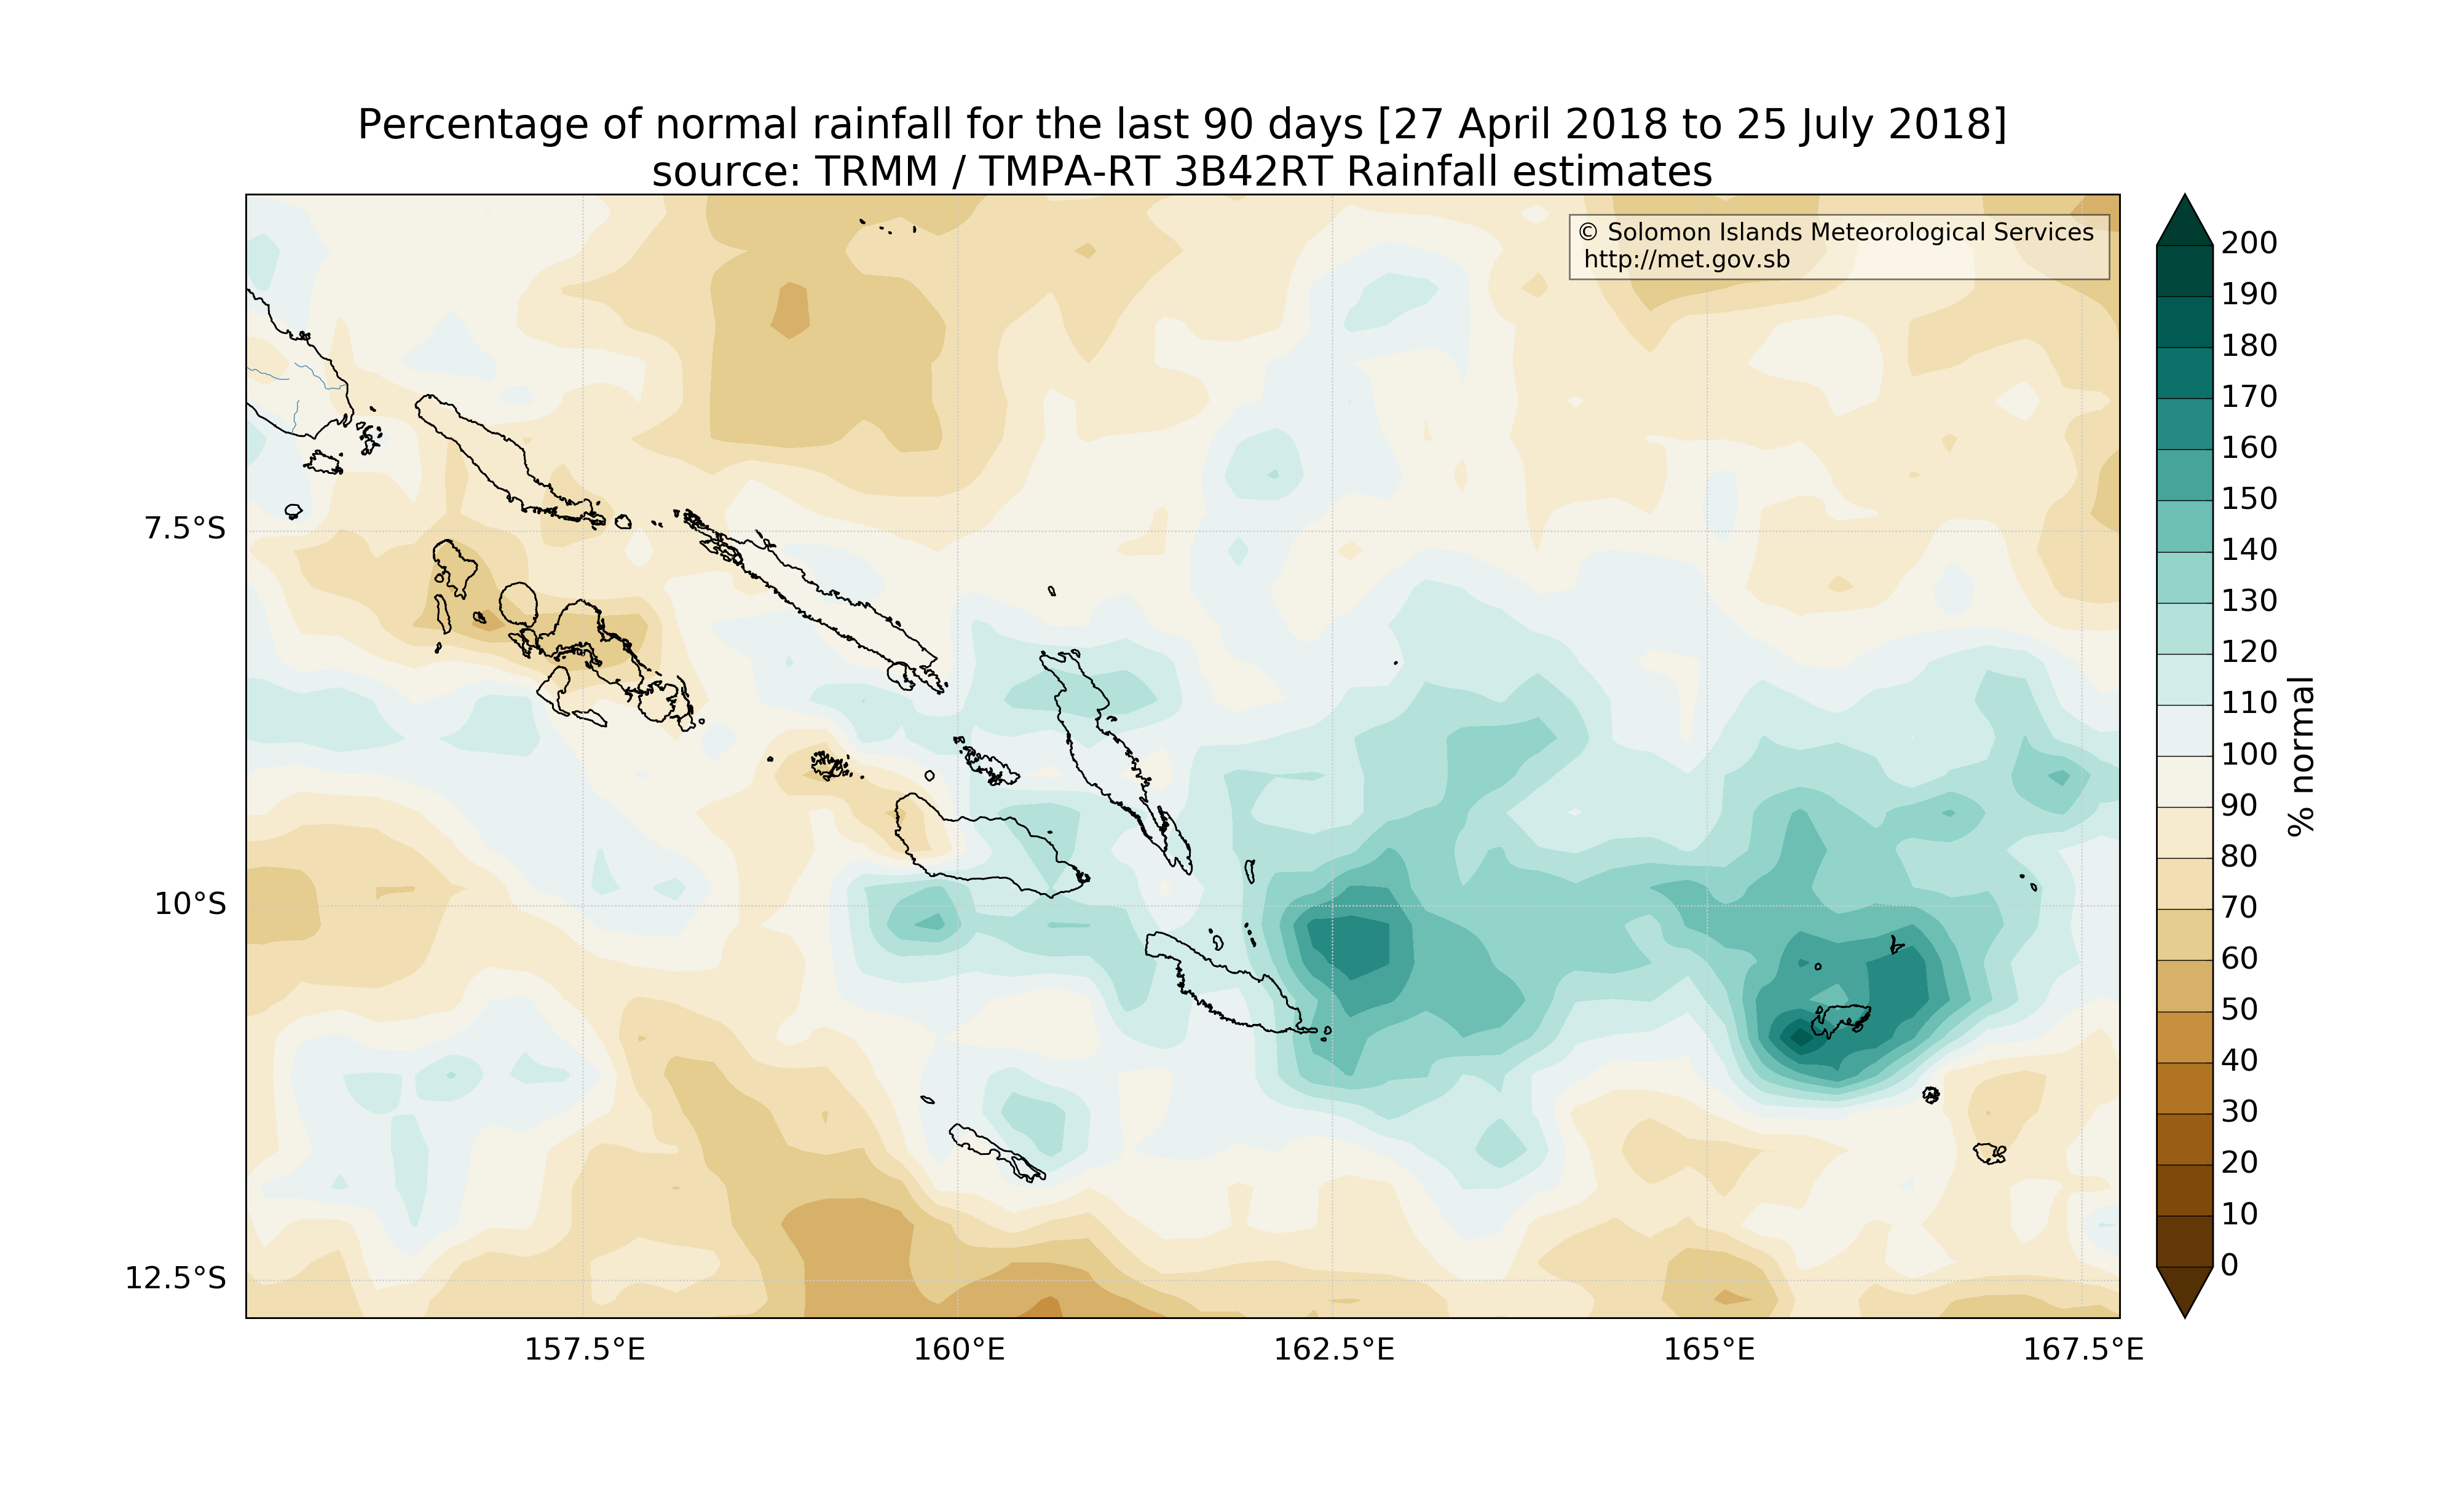 Percentage of normal rainfall for the last 90 days [27 April 2018 to 25 July 2018]
source: TRMM / TMPA-RT 3B42RT Rainfall estimates
© Solomon Islands Meteorological Services
http://met.gov.sb
7.5°S
10°S
12.5°S
157.5°E
160°E
162.5°E
165°E
167.5°E
200
190
180
170
160
150
140
130
120
110
100
90
80
70
60
50
40
30
20
10
0
% normal